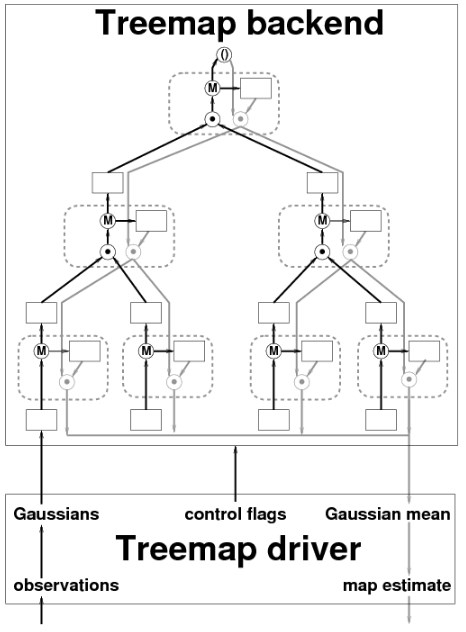 Treemap backend
()
M
M
M
M
M
M
M
Gaussians
control flags
Gaussian mean
Treemap driver
observations
map estimate